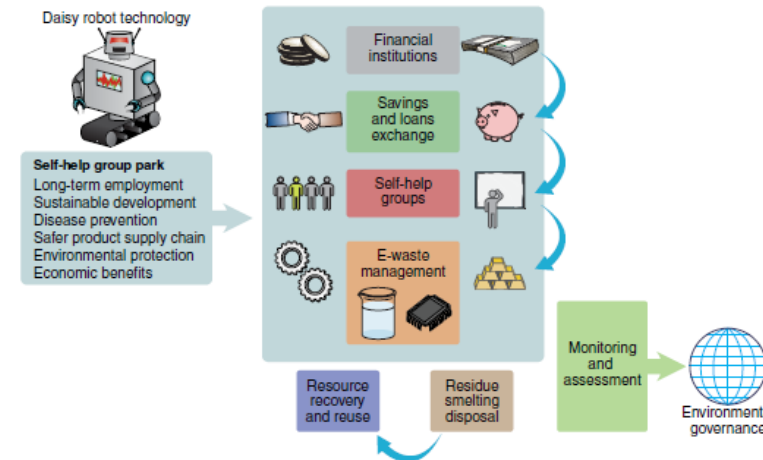 Daisy robot technology
Self-help group park
Long-term employment
Sustainable development
Disease prevention
Safer product supply chain
Environmental protection
Economic benefits
Financial
institutions
Savings
and loans
exchange
Self-help
groups
E-waste
management
Resource
recovery
and reuse
Residue
smelting
disposal
Monitoring
and
assessment
Environment
governance